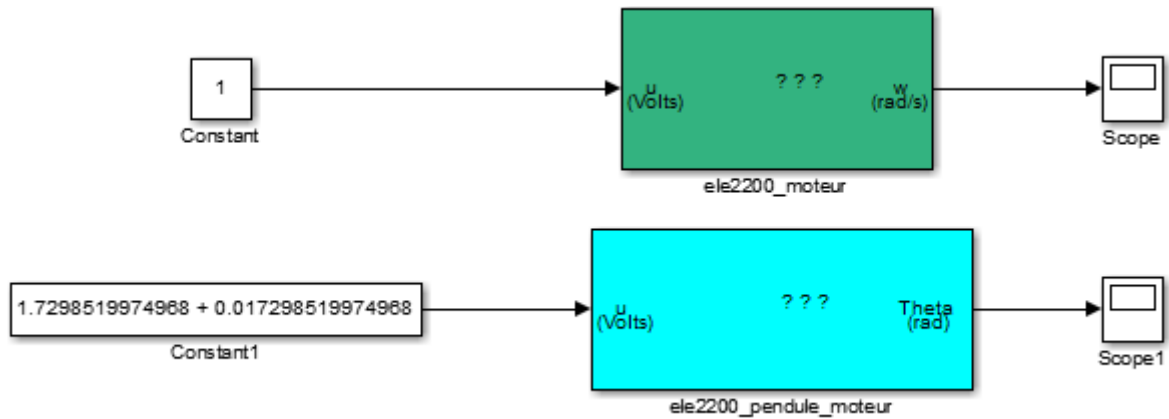 1
Constant
u
(Volts)
? ? ?
w
(rad/s)
ele2200_moteur
Scope
1.7298519974968 + 0.017298519974968
Constant1
u
(Volts)
? ? ?
Theta
(rad)
ele2200_pendule_moteur
Scope1